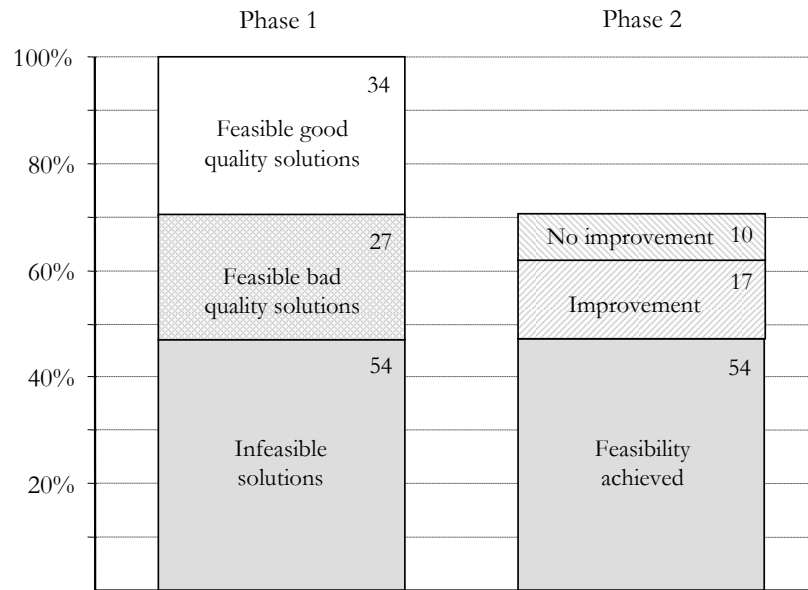 Phase 1
Phase 2
100%
80%
60%
40%
20%
34
Feasible good
quality solutions
27
Feasible bad
quality solutions
54
Infeasible
solutions
No improvement 10
17
Improvement
54
Feasibility
achieved